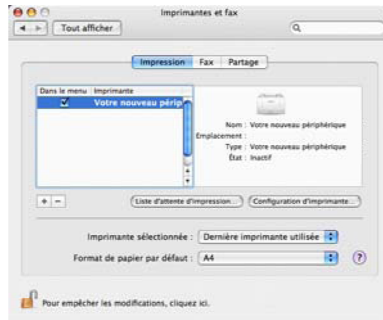 Imprimantes et fax
Tout afficher
Impression Fax Partage
Dans le menu Imprimante
Votre nouveau périp
Nom : Votre nouveau périphérique
Emplacement :
Type : Votre nouveau périphérique
État : Inactif
+ −
Liste d'attente d'impression... Configuration d'imprimante...
Imprimante sélectionnée : Dernière imprimante utilisée
Format de papier par défaut : A4 ?
Pour empêcher les modifications, cliquez ici.